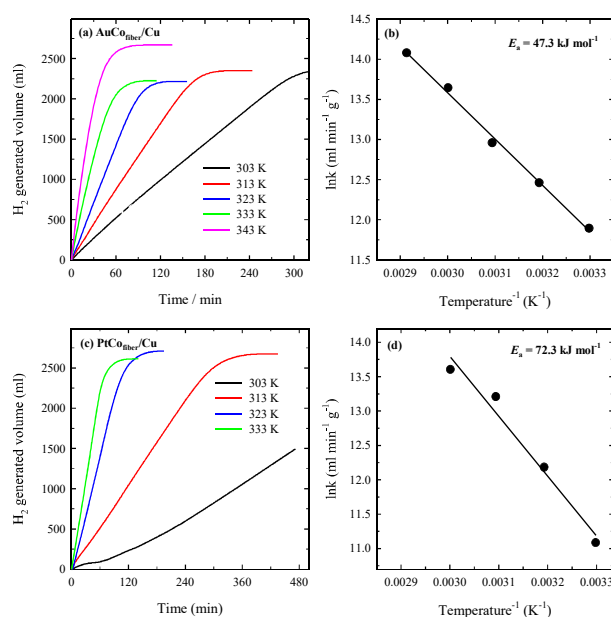 (a) AuCofiber/Cu
H2 generated volume (ml)
2500
2000
1500
1000
500
0
303 K
313 K
323 K
333 K
343 K
0 60 120 180 240 300
Time / min
(b)
Ea = 47.3 kJ mol-1
lnk (ml min-1 g-1)
14.5
14.0
13.5
13.0
12.5
12.0
11.5
0.0029 0.0030 0.0031 0.0032 0.0033
Temperature-1 (K-1)
(c) PtCofiber/Cu
H2 generated volume (ml)
2500
2000
1500
1000
500
0
303 K
313 K
323 K
333 K
0 120 240 360 480
Time (min)
(d)
Ea = 72.3 kJ mol-1
lnk (ml min-1 g-1)
14.0
13.5
13.0
12.5
12.0
11.5
11.0
0.0029 0.0030 0.0031 0.0032 0.0033
Temperature-1 (K-1)